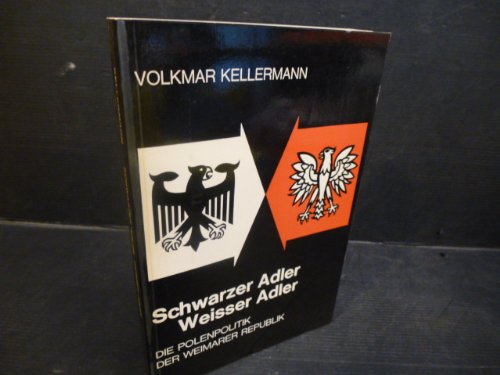 VOLKMAR KELLERMANN
Schwarzer Adler
Weisser Adler
DIE POLENPOLITIK
DER WEIMARER REPUBLIK